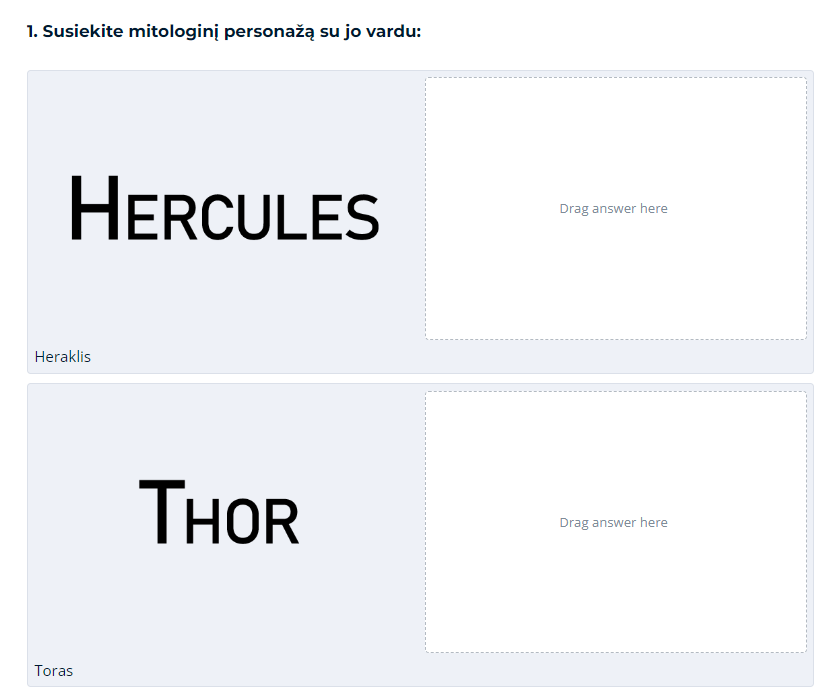 1. Susiekite mitologinį personažą su jo vardu:
HERCULES
Drag answer here
Heraklis
THOR
Drag answer here
Toras